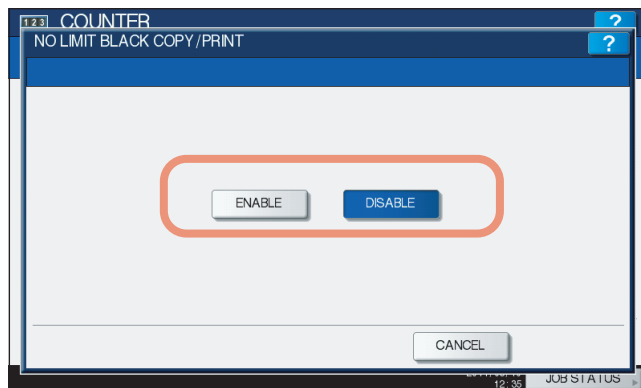 123 COUNTER ?
NO LIMIT BLACK COPY/PRINT ?
ENABLE DISABLE
CANCEL
12:35 JOB STATUS